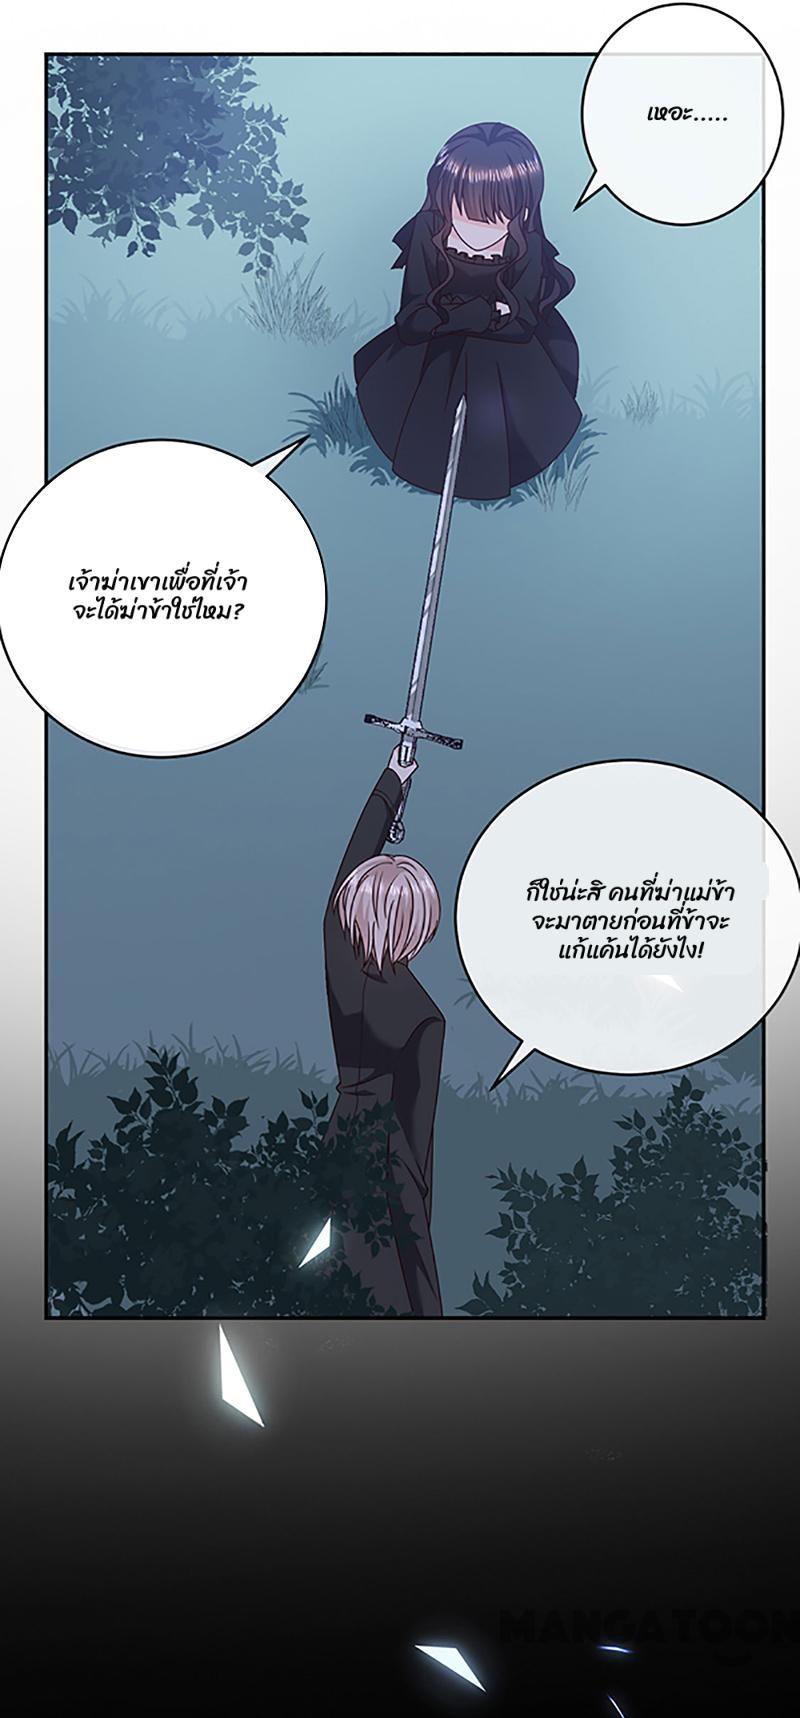 เหอะ.....
เจ้าฆ่าเขาเพื่อที่เจ้า
จะได้ฆ่าข้าใช่ไหม?
ก็ใช่น่ะสิ คนที่ฆ่าแม่ข้า
จะมาตายก่อนที่ข้าจะ
แก้แค้นได้ยังไง!
MANGATOON